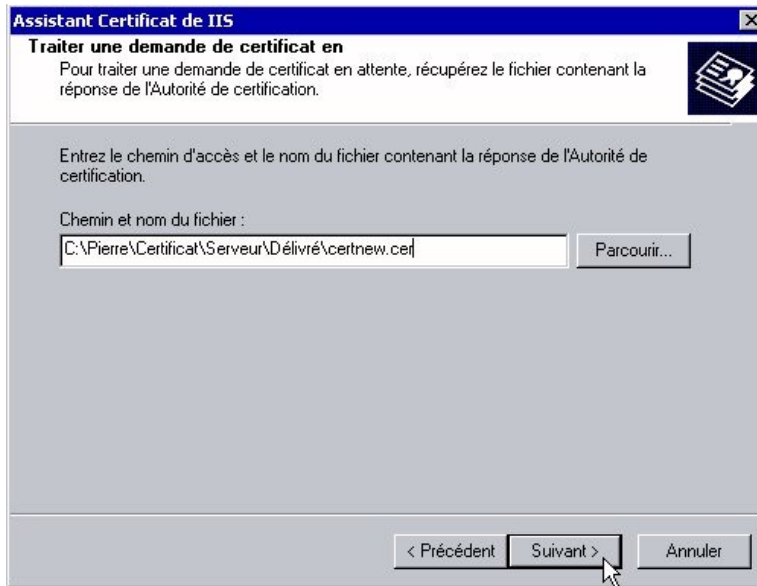 Assistant Certificat de IIS
Traiter une demande de certificat en
Pour traiter une demande de certificat en attente, récupérez le fichier contenant la
réponse de l'Autorité de certification.
Entrez le chemin d'accès et le nom du fichier contenant la réponse de l'Autorité de
certification.
Chemin et nom du fichier :
C:\Pierre\Certificat\Serveur\Délivré\certnew.cer
Parcourir...
< Précédent
Suivant >
Annuler